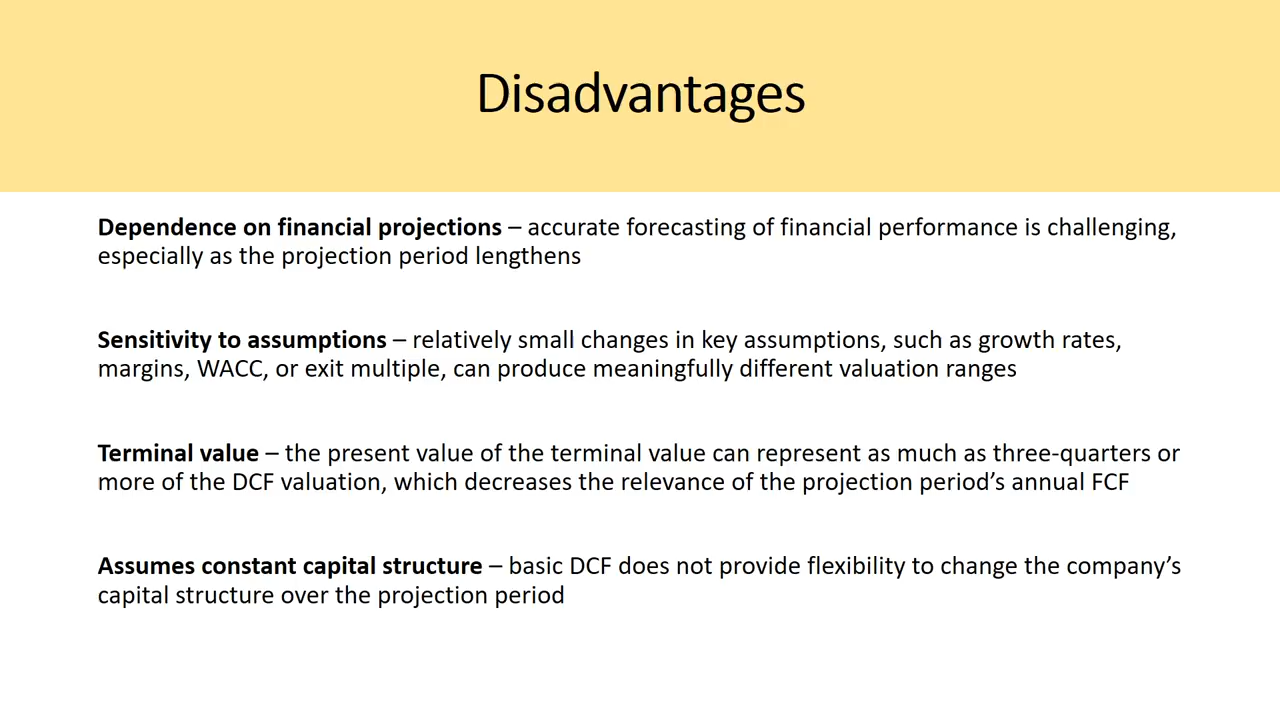 Disadvantages
Dependence on financial projections – accurate forecasting of financial performance is challenging,
especially as the projection period lengthens
Sensitivity to assumptions – relatively small changes in key assumptions, such as growth rates,
margins, WACC, or exit multiple, can produce meaningfully different valuation ranges
Terminal value – the present value of the terminal value can represent as much as three-quarters or
more of the DCF valuation, which decreases the relevance of the projection period’s annual FCF
Assumes constant capital structure – basic DCF does not provide flexibility to change the company’s
capital structure over the projection period